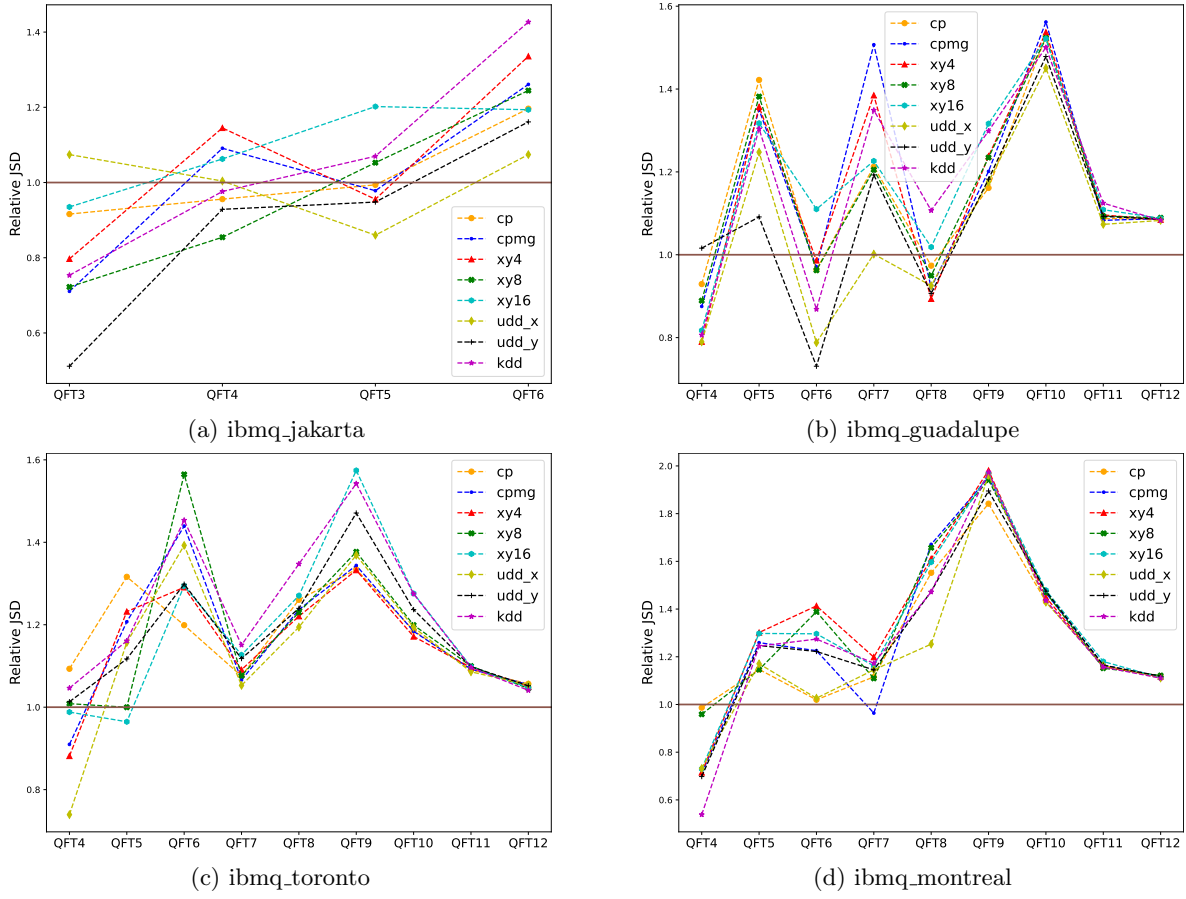 Relative JSD
1.4
1.2
1.0
0.8
0.6
cp
cpmg
xy4
xy8
xy16
udd_x
udd_y
kdd
QFT3 QFT4 QFT5 QFT6
(a) ibmq_jakarta
Relative JSD
1.6
1.4
1.2
1.0
0.8
cp
cpmg
xy4
xy8
xy16
udd_x
udd_y
kdd
QFT4 QFT5 QFT6 QFT7 QFT8 QFT9 QFT10 QFT11 QFT12
(b) ibmq_guadalupe
Relative JSD
1.6
1.4
1.2
1.0
0.8
cp
cpmg
xy4
xy8
xy16
udd_x
udd_y
kdd
QFT4 QFT5 QFT6 QFT7 QFT8 QFT9 QFT10 QFT11 QFT12
(c) ibmq_toronto
Relative JSD
2.0
1.8
1.6
1.4
1.2
1.0
0.8
0.6
cp
cpmg
xy4
xy8
xy16
udd_x
udd_y
kdd
QFT4 QFT5 QFT6 QFT7 QFT8 QFT9 QFT10 QFT11 QFT12
(d) ibmq_montreal